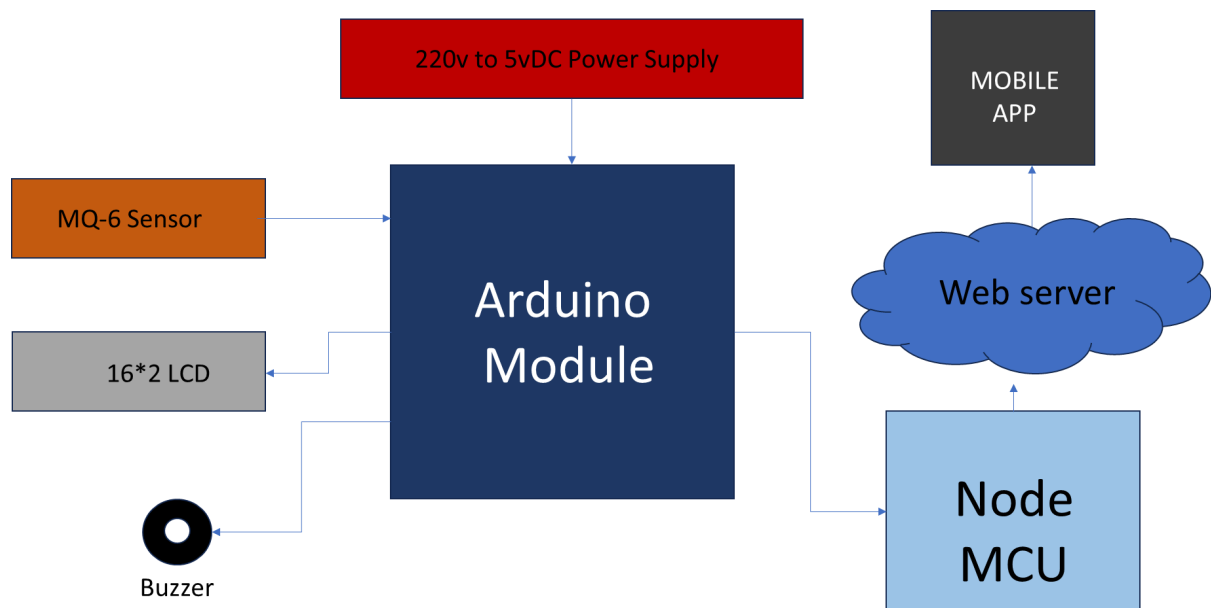 220v to 5vDC Power Supply
MOBILE
APP
MQ-6 Sensor
Arduino
Module
Web server
16*2 LCD
Node
MCU
Buzzer